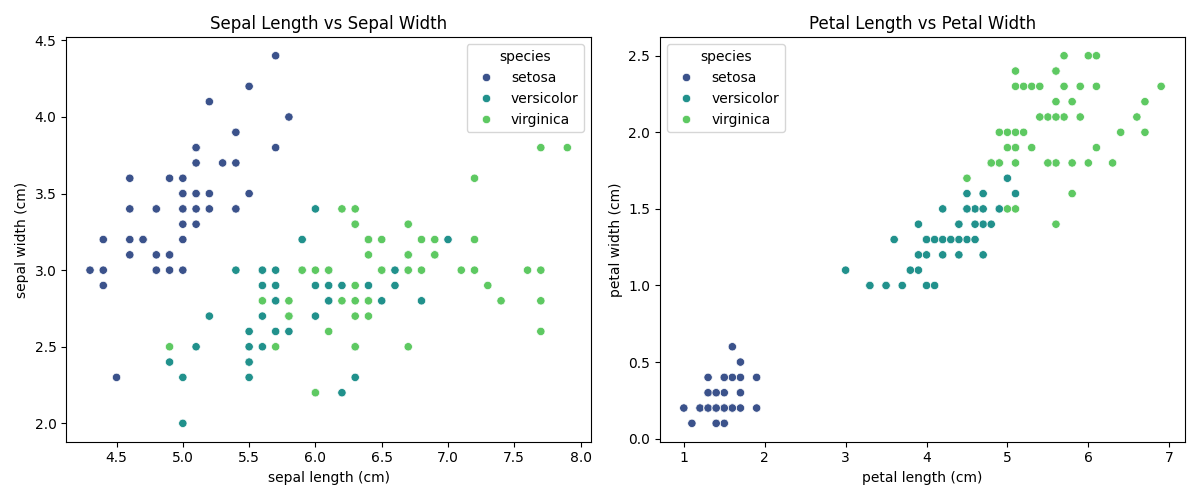 Sepal Length vs Sepal Width
4.5
4.0
3.5
3.0
2.5
2.0
sepal width (cm)
species
setosa
versicolor
virginica
4.5 5.0 5.5 6.0 6.5 7.0 7.5 8.0
sepal length (cm)
Petal Length vs Petal Width
2.5
2.0
1.5
1.0
0.5
0.0
petal width (cm)
species
setosa
versicolor
virginica
1 2 3 4 5 6 7
petal length (cm)